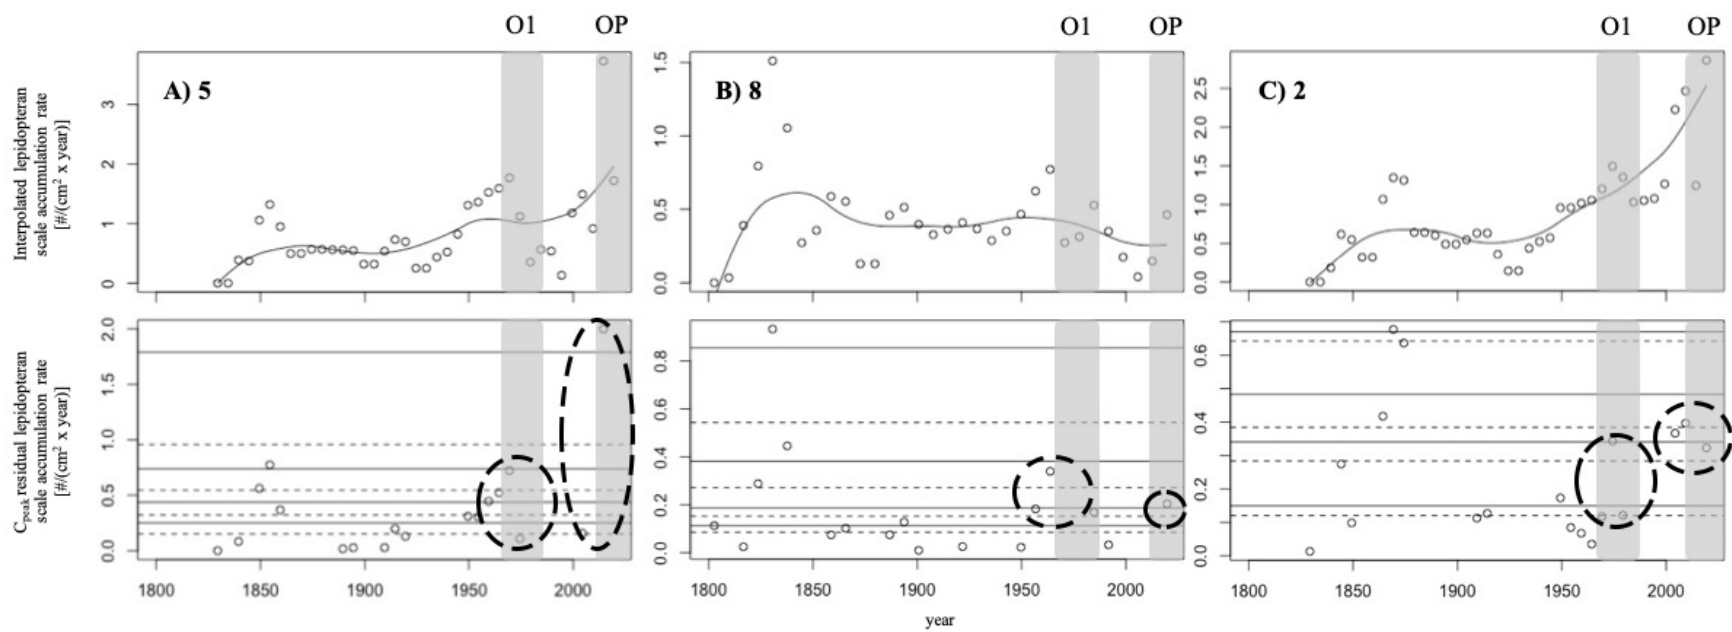 O1 OP O1 OP O1 OP
A) 5 B) 8 C) 2
Interpolated lepidopteran
scale accumulation rate
[#/(cm² x year)]
0 1 2 3
0.0 0.5 1.0 1.5
0.0 0.5 1.0 1.5 2.0 2.5
Cpeak residual lepidopteran
scale accumulation rate
[#/(cm² x year)]
0.0 0.5 1.0 1.5 2.0
0.0 0.2 0.4 0.6 0.8
0.0 0.2 0.4 0.6
1800 1850 1900 1950 2000 1800 1850 1900 1950 2000 1800 1850 1900 1950 2000
year